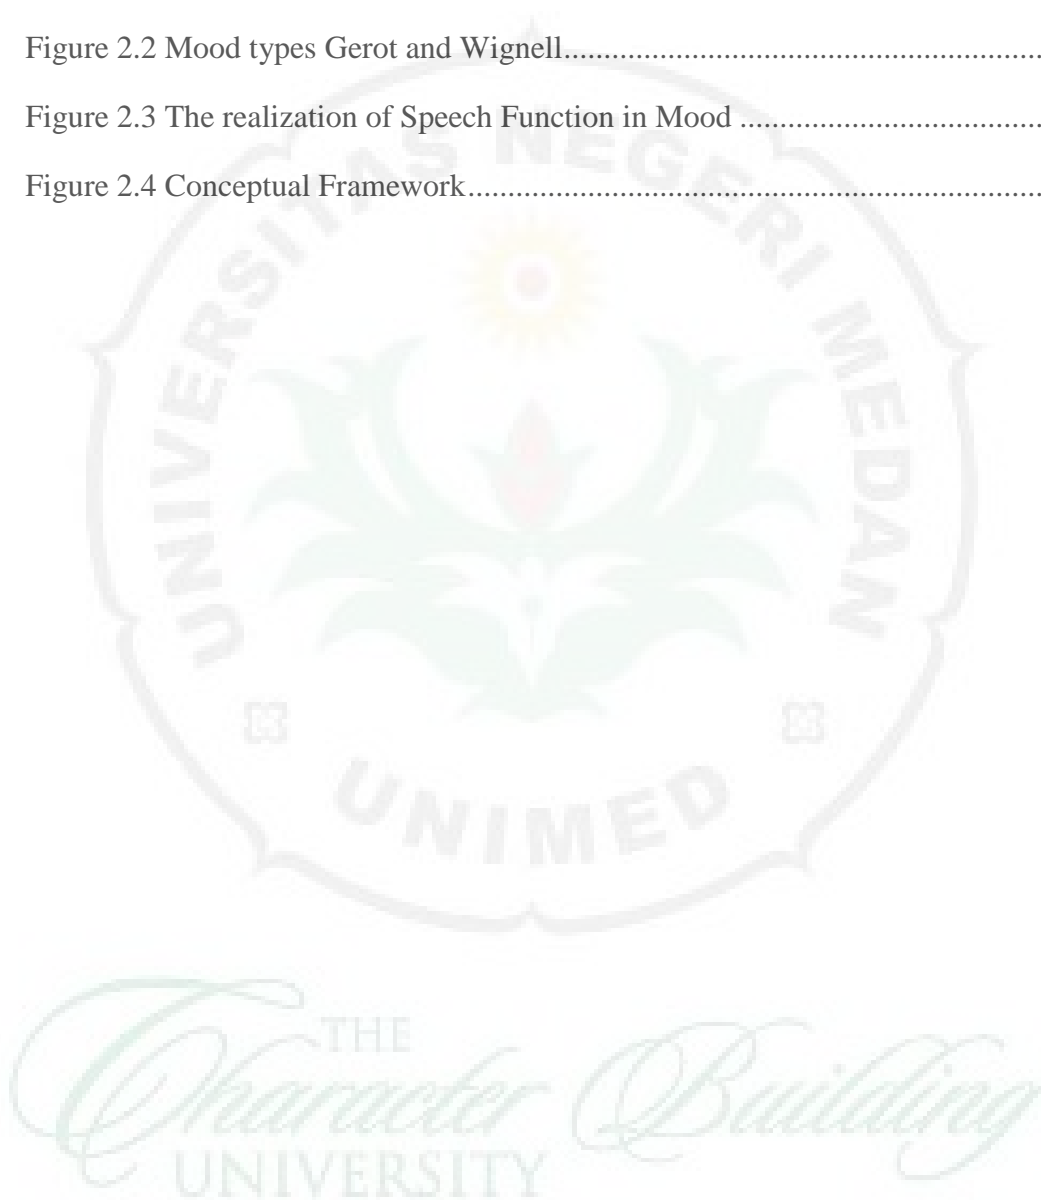 Figure 2.2 Mood types Gerot and Wignell......................................................
Figure 2.3 The realization of Speech Function in Mood ..................................
Figure 2.4 Conceptual Framework..................................................................
UNIVERSITAS NEGERI MEDAN
UNIMED
THE
Character Building
UNIVERSITY